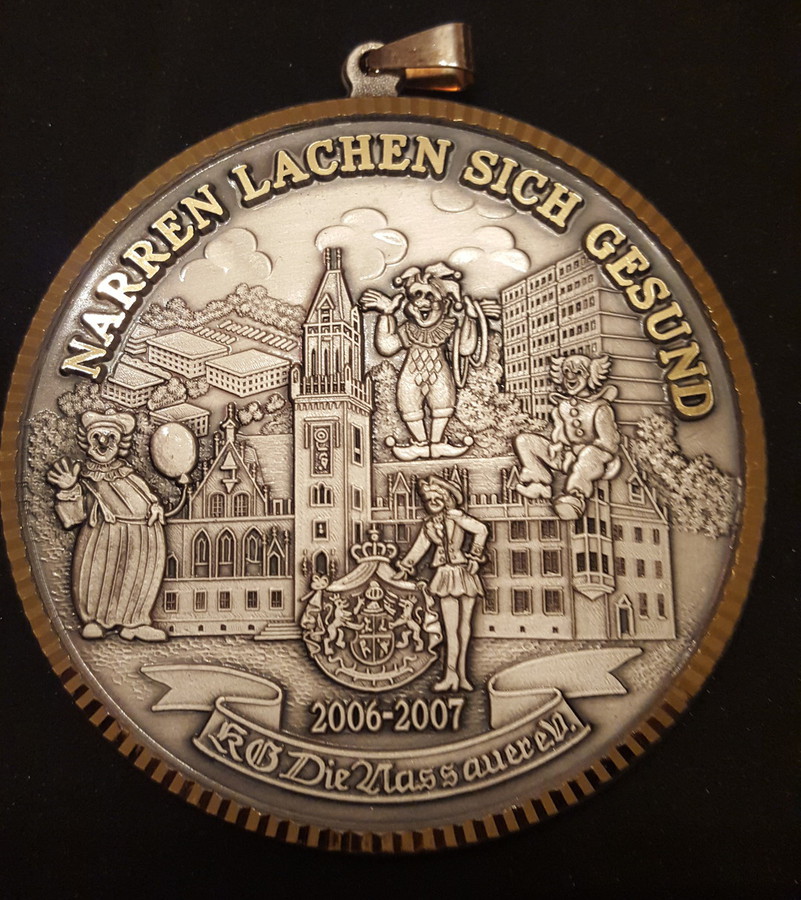 NARREN LACHEN SICH GESUND
2006-2007
KG Die Nassauer e.V.